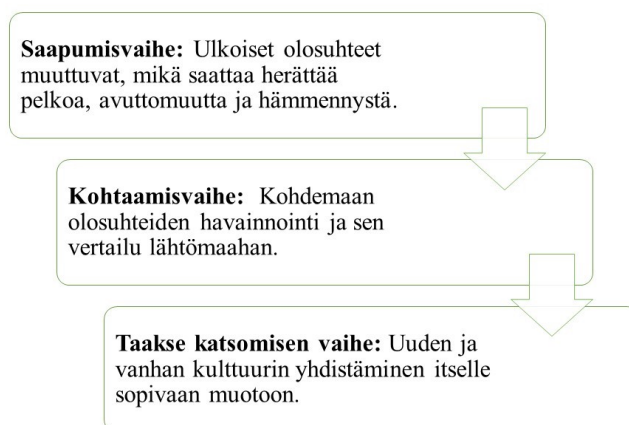 Saapumisvaihe: Ulkoiset olosuhteet
muuttuvat, mikä saattaa herättää
pelkoa, avuttomuutta ja hämmennystä.
Kohtaamisvaihe: Kohdemaan
olosuhteiden havainnointi ja sen
vertailu lähtömaahan.
Taakse katsomisen vaihe: Uuden ja
vanhan kulttuurin yhdistäminen itselle
sopivaan muotoon.